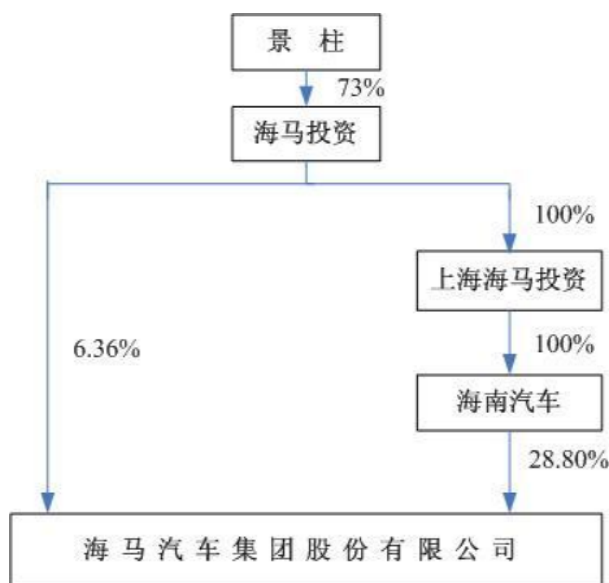 景 柱
73%
海马投资
100%
上海海马投资
6.36%
100%
海南汽车
28.80%
海马汽车集团股份有限公司